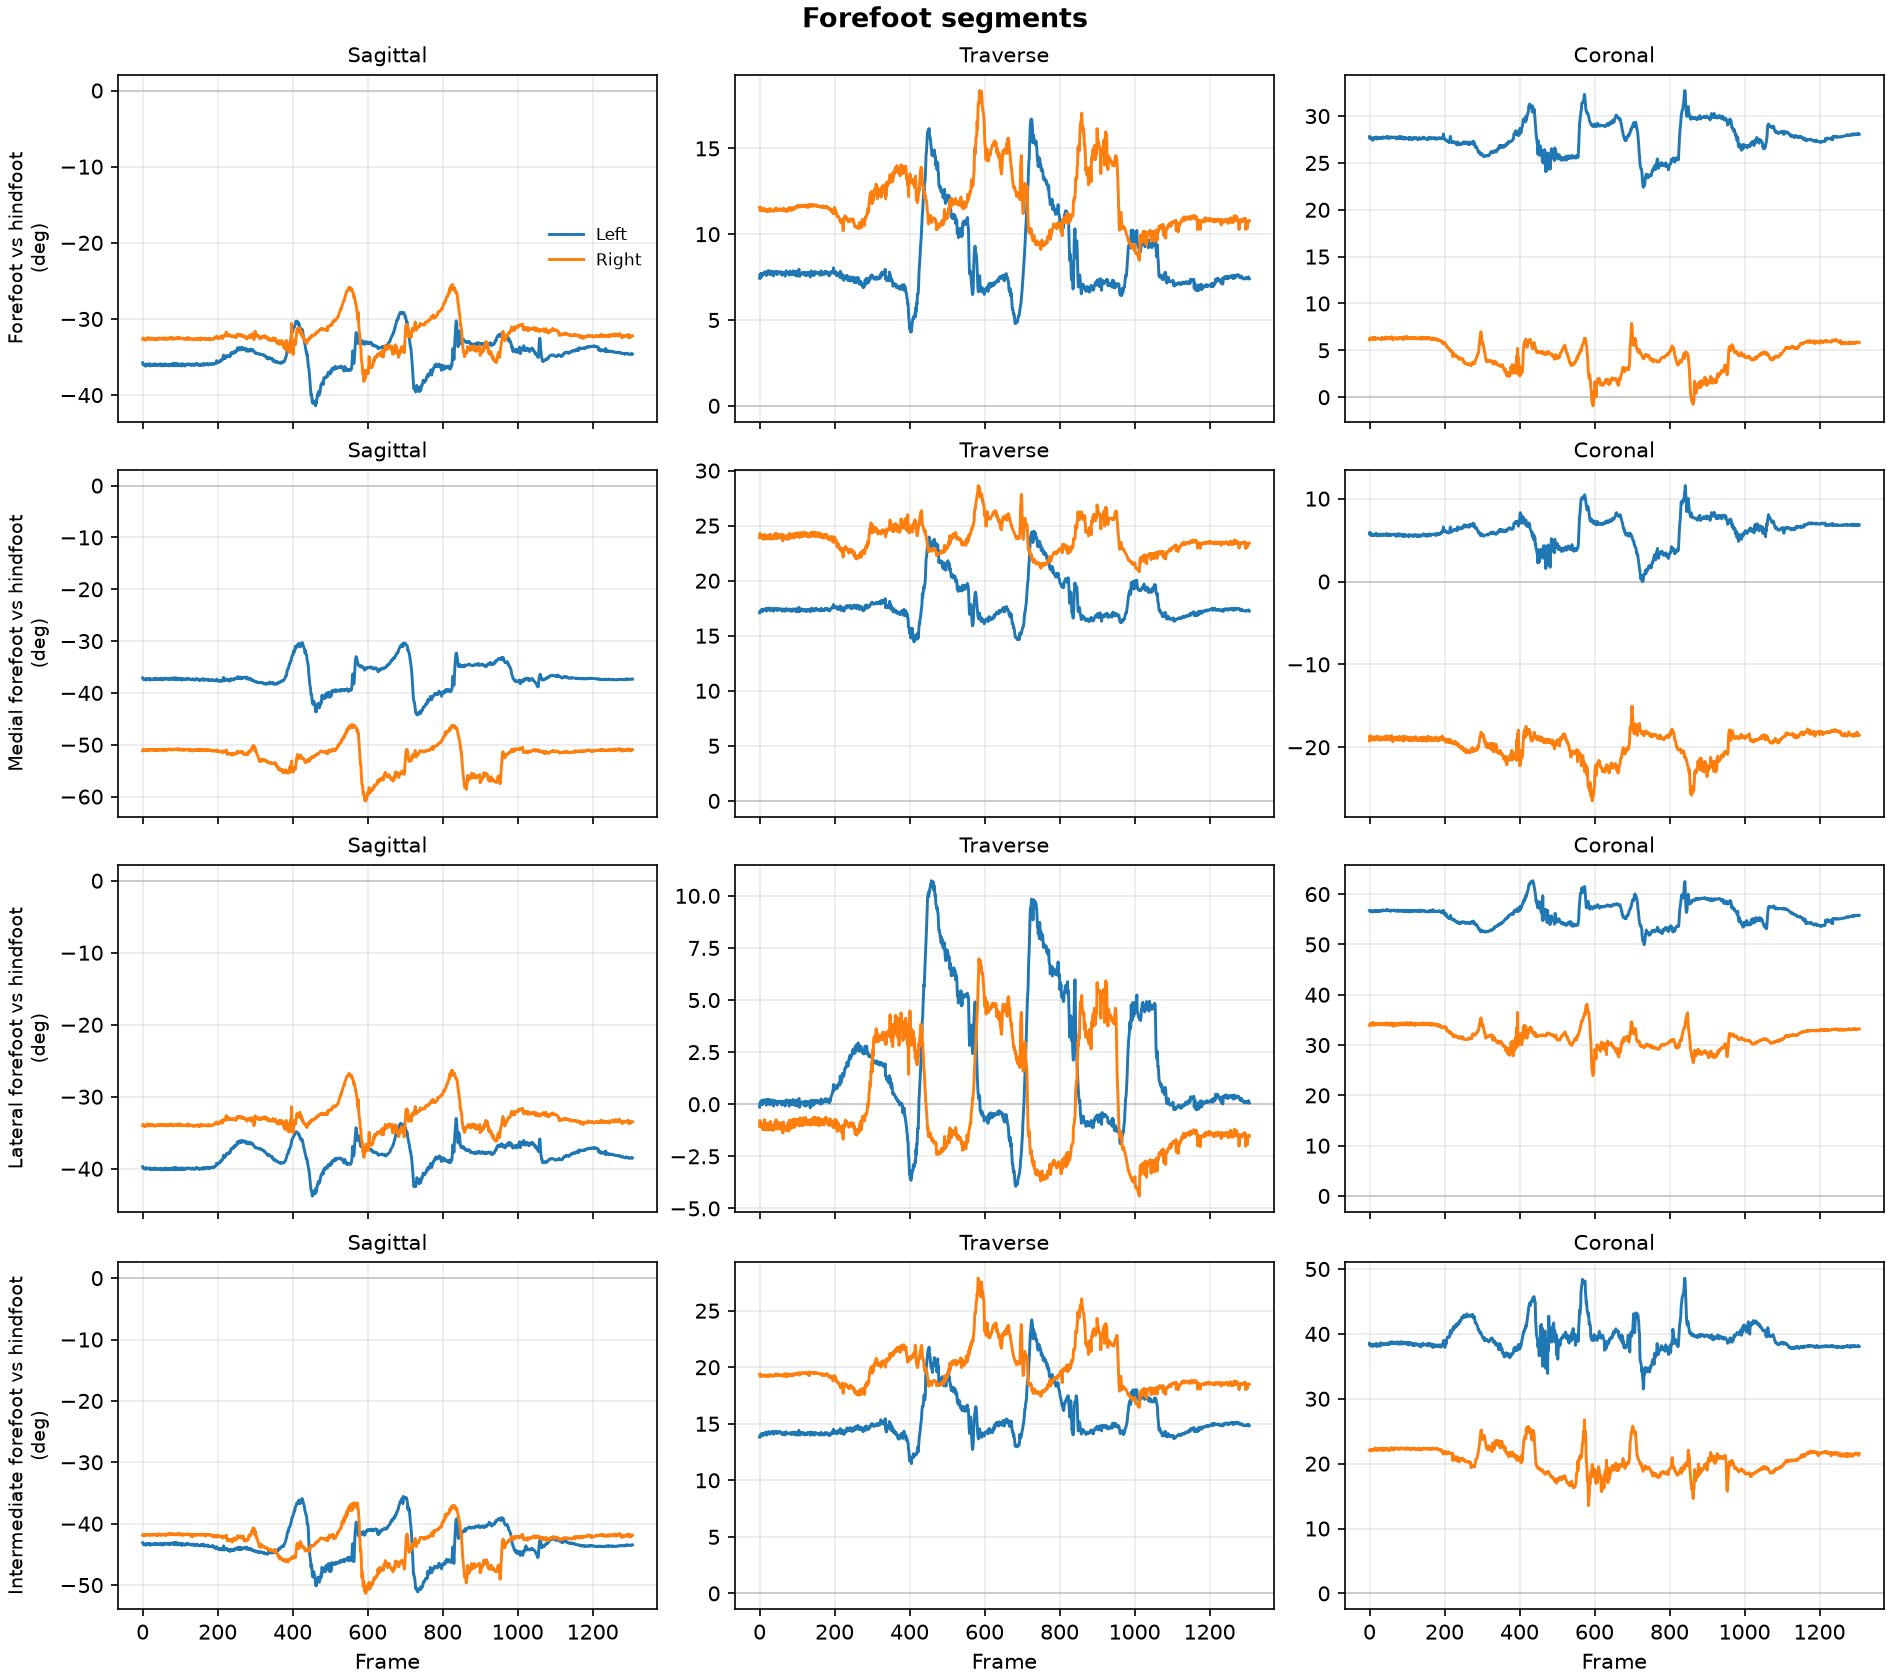 Forefoot segments
Sagittal
Traverse
Coronal
Forefoot vs hindfoot
(deg)
0
−10
−20
−30
−40
Left
Right
15
10
5
0
30
25
20
15
10
5
0
Sagittal
Traverse
Coronal
Medial forefoot vs hindfoot
(deg)
0
−10
−20
−30
−40
−50
−60
30
25
20
15
10
5
0
10
0
−10
−20
Sagittal
Traverse
Coronal
Lateral forefoot vs hindfoot
(deg)
0
−10
−20
−30
−40
10.0
7.5
5.0
2.5
0.0
−2.5
−5.0
60
50
40
30
20
10
0
Sagittal
Traverse
Coronal
Intermediate forefoot vs hindfoot
(deg)
0
−10
−20
−30
−40
−50
25
20
15
10
5
0
50
40
30
20
10
0
0 200 400 600 800 1000 1200
0 200 400 600 800 1000 1200
0 200 400 600 800 1000 1200
Frame
Frame
Frame